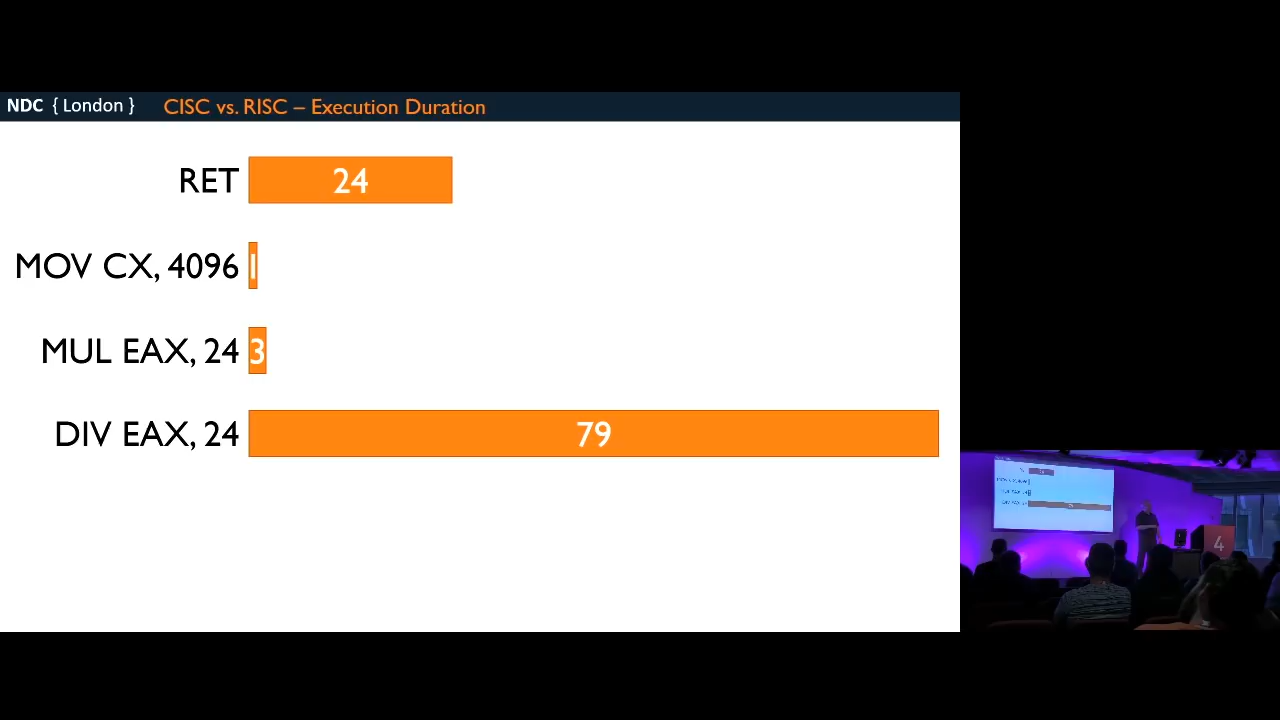 NDC { London } CISC vs. RISC – Execution Duration
RET 24
MOV CX, 4096 1
MUL EAX, 24 3
DIV EAX, 24 79
4